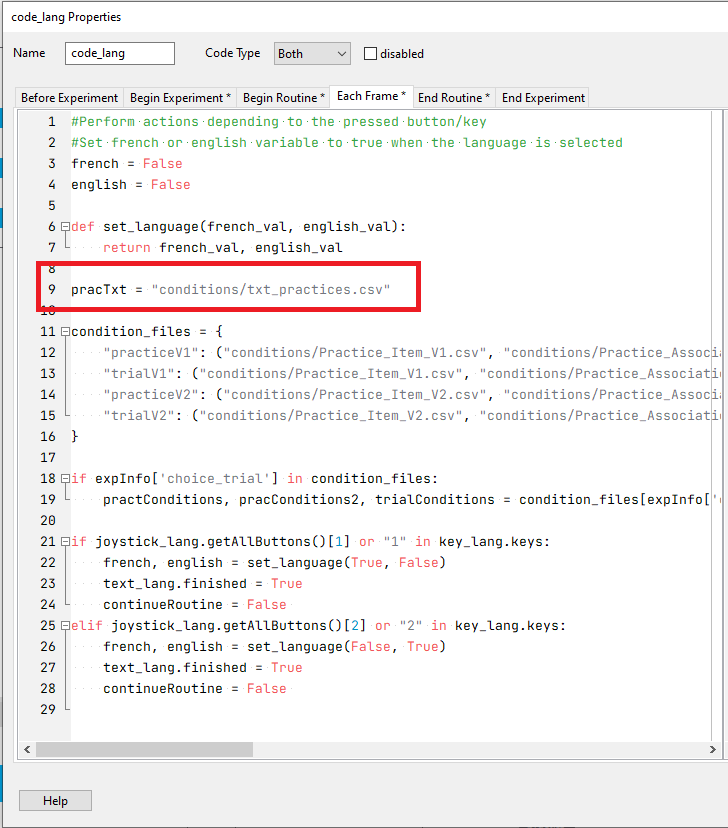 code_lang Properties
Name code_lang Code Type Both disabled
Before Experiment Begin Experiment * Begin Routine * Each Frame * End Routine * End Experiment
1 #Perform actions depending to the pressed button/key
2 #Set french or english variable to true when the language is selected
3 french = False
4 english = False
5
6 def set_language(french_val, english_val):
7 return french_val, english_val
8
9 pracTxt = "conditions/txt_practices.csv"
10
11 condition_files = {
12 "practiceV1": ("conditions/Practice_Item_V1.csv", "conditions/Practice_Associa
13 "trialV1": ("conditions/Practice_Item_V1.csv", "conditions/Practice_Associatio
14 "practiceV2": ("conditions/Practice_Item_V2.csv", "conditions/Practice_Associa
15 "trialV2": ("conditions/Practice_Item_V2.csv", "conditions/Practice_Associatio
16 }
17
18 if expInfo['choice_trial'] in condition_files:
19 practConditions, pracConditions2, trialConditions = condition_files[expInfo['c
20
21 if joystick_lang.getAllButtons()[1] or "1" in key_lang.keys:
22 french, english = set_language(True, False)
23 text_lang.finished = True
24 continueRoutine = False
25 elif joystick_lang.getAllButtons()[2] or "2" in key_lang.keys:
26 french, english = set_language(False, True)
27 text_lang.finished = True
28 continueRoutine = False
29
Help